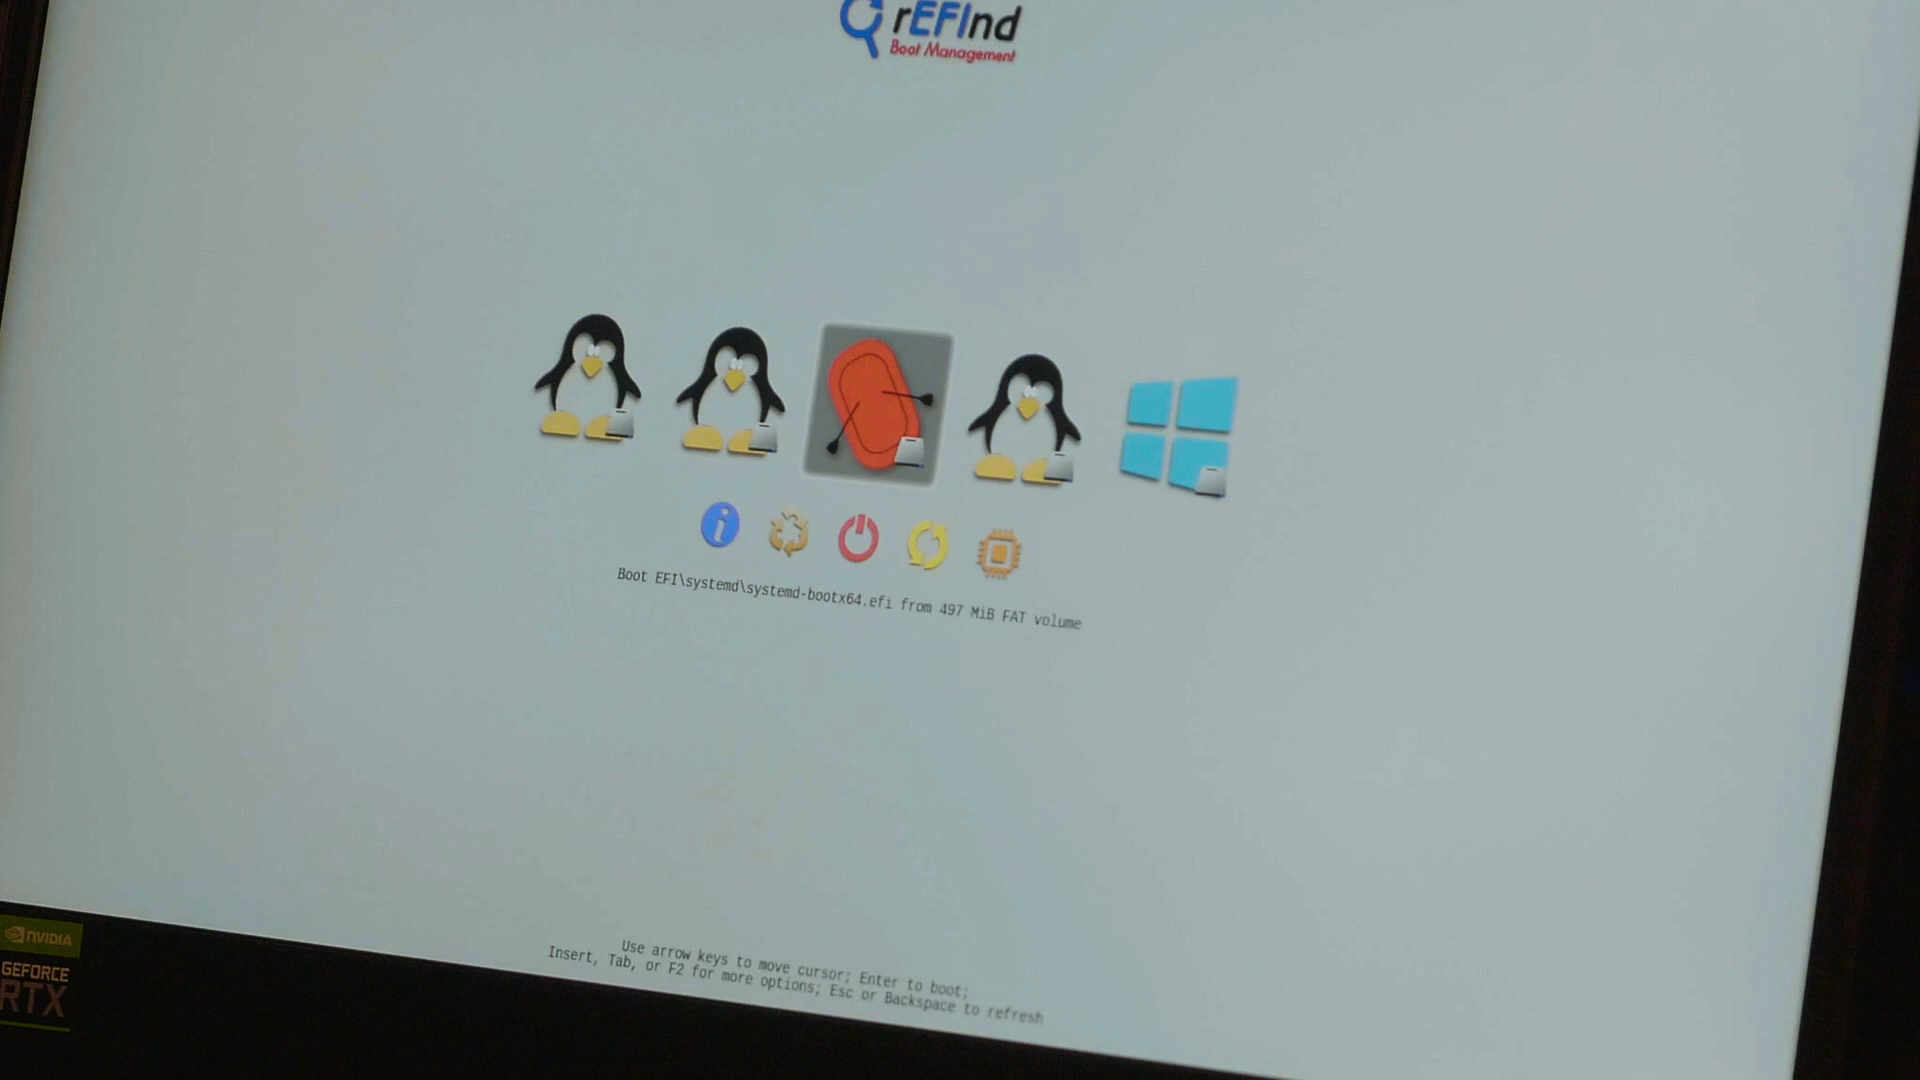 rEFInd
Boot Management
Boot EFI\systemd\systemd-bootx64.efi from 497 MiB FAT volume
Use arrow keys to move cursor; Enter to boot;
Insert, Tab, or F2 for more options; Esc or Backspace to refresh
NVIDIA
GEFORCE
RTX